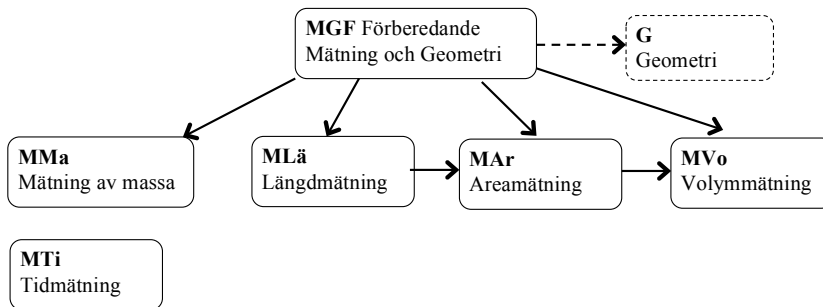 MGF Förberedande
Mätning och Geometri
G
Geometri
MMa
Mätning av massa
MLä
Längdmätning
MAr
Areamätning
MVo
Volymmätning
MTi
Tidmätning